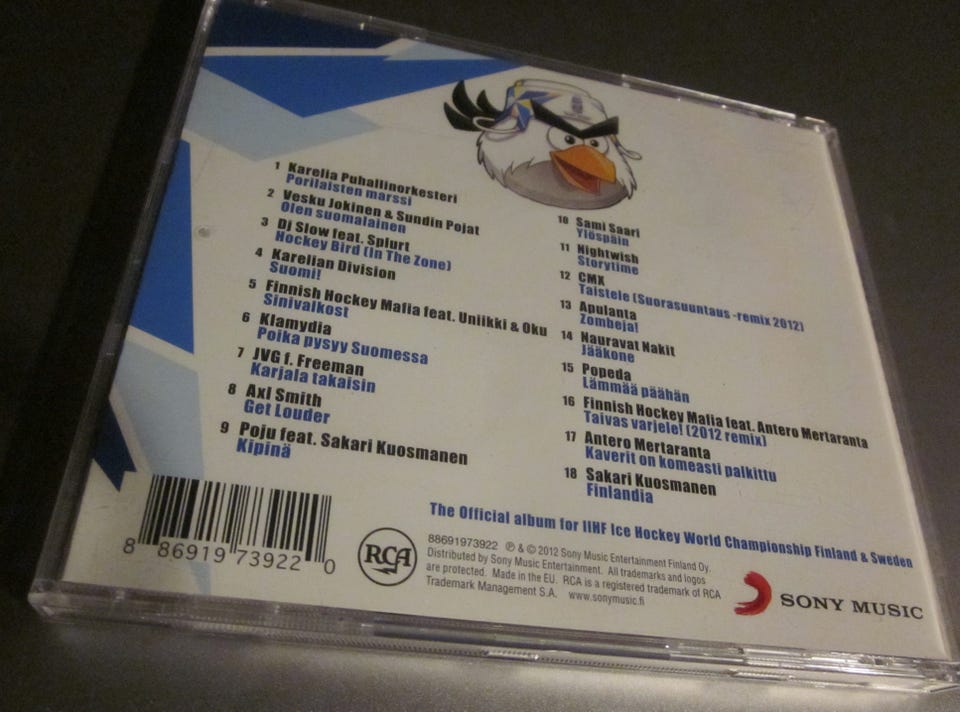 1 Karelia Puhallinorkesteri
Porilaisten marssi
2 Vesku Jokinen & Sundin Pojat
Olen suomalainen
3 Dj Slow feat. Splurt
Hockey Bird (In The Zone)
4 Karelian Division
Suomi!
5 Finnish Hockey Mafia feat. Uniikki & Oku
Sinivalkost
6 Klamydia
Poika pysyy Suomessa
7 JVG f. Freeman
Karjala takaisin
8 Axl Smith
Get Louder
9 Poju feat. Sakari Kuosmanen
Kipinä
10 Sami Saari
Ylöspäin
11 Nightwish
Storytime
12 CMX
Taistele (Suorasuuntaus -remix 2012)
13 Apulanta
Zombeja!
14 Nauravat Nakit
Jääkone
15 Popeda
Lämmää päähän
16 Finnish Hockey Mafia feat. Antero Mertaranta
Taivas varjele! (2012 remix)
17 Antero Mertaranta
Kaverit on komeasti palkittu
18 Sakari Kuosmanen
Finlandia
The Official album for IIHF Ice Hockey World Championship Finland & Sweden
8 86919 73922 0
RCA
88691973922 ℗ & © 2012 Sony Music Entertainment Finland Oy.
Distributed by Sony Music Entertainment. All trademarks and logos
are protected. Made in the EU. RCA is a registered trademark of RCA
Trademark Management S.A. www.sonymusic.fi
SONY MUSIC